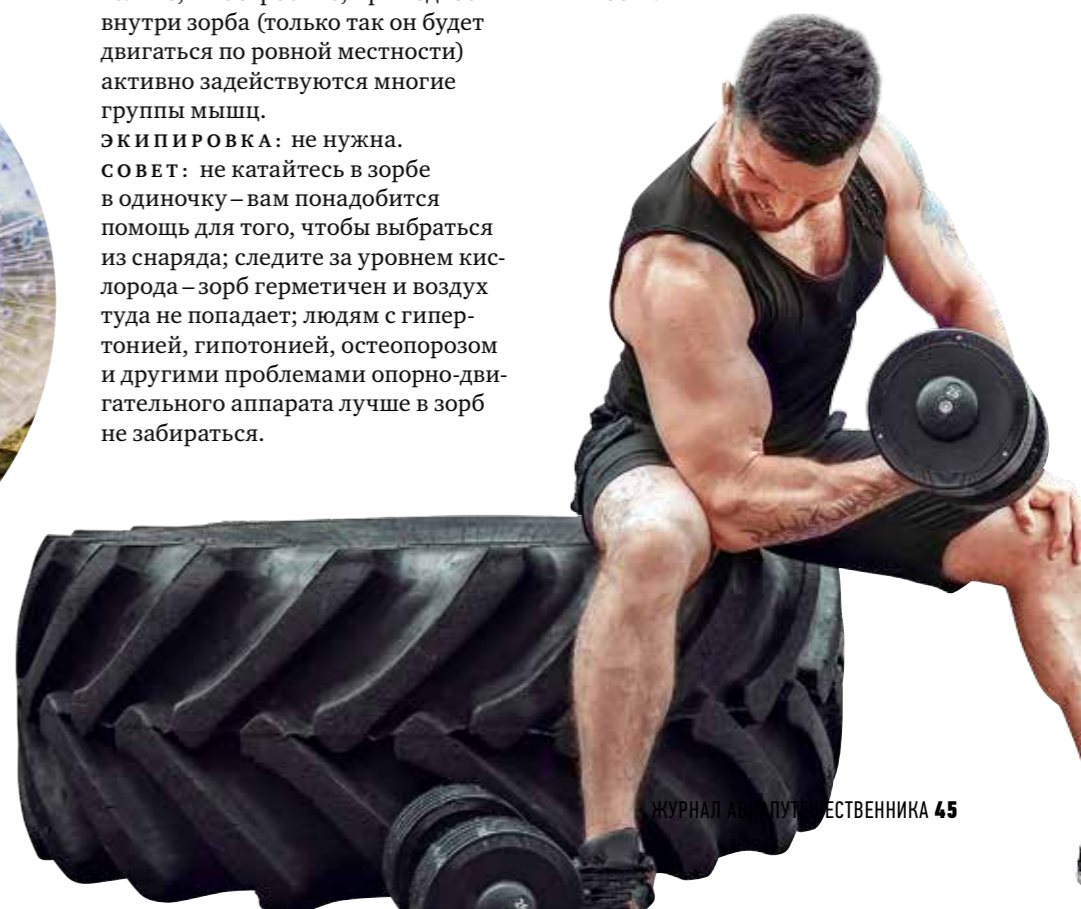 внутри зорба (только так он будет
двигаться по ровной местности)
активно задействуются многие
группы мышц.
ЭКИПИРОВКА: не нужна.
СОВЕТ: не катайтесь в зорбе
в одиночку – вам понадобится
помощь для того, чтобы выбраться
из снаряда; следите за уровнем кис-
лорода – зорб герметичен и воздух
туда не попадает; людям с гипер-
тонией, гипотонией, остеопорозом
и другими проблемами опорно-дви-
гательного аппарата лучше в зорб
не забираться.
ЖУРНАЛ АВИАПУТЕШЕСТВЕННИКА 45